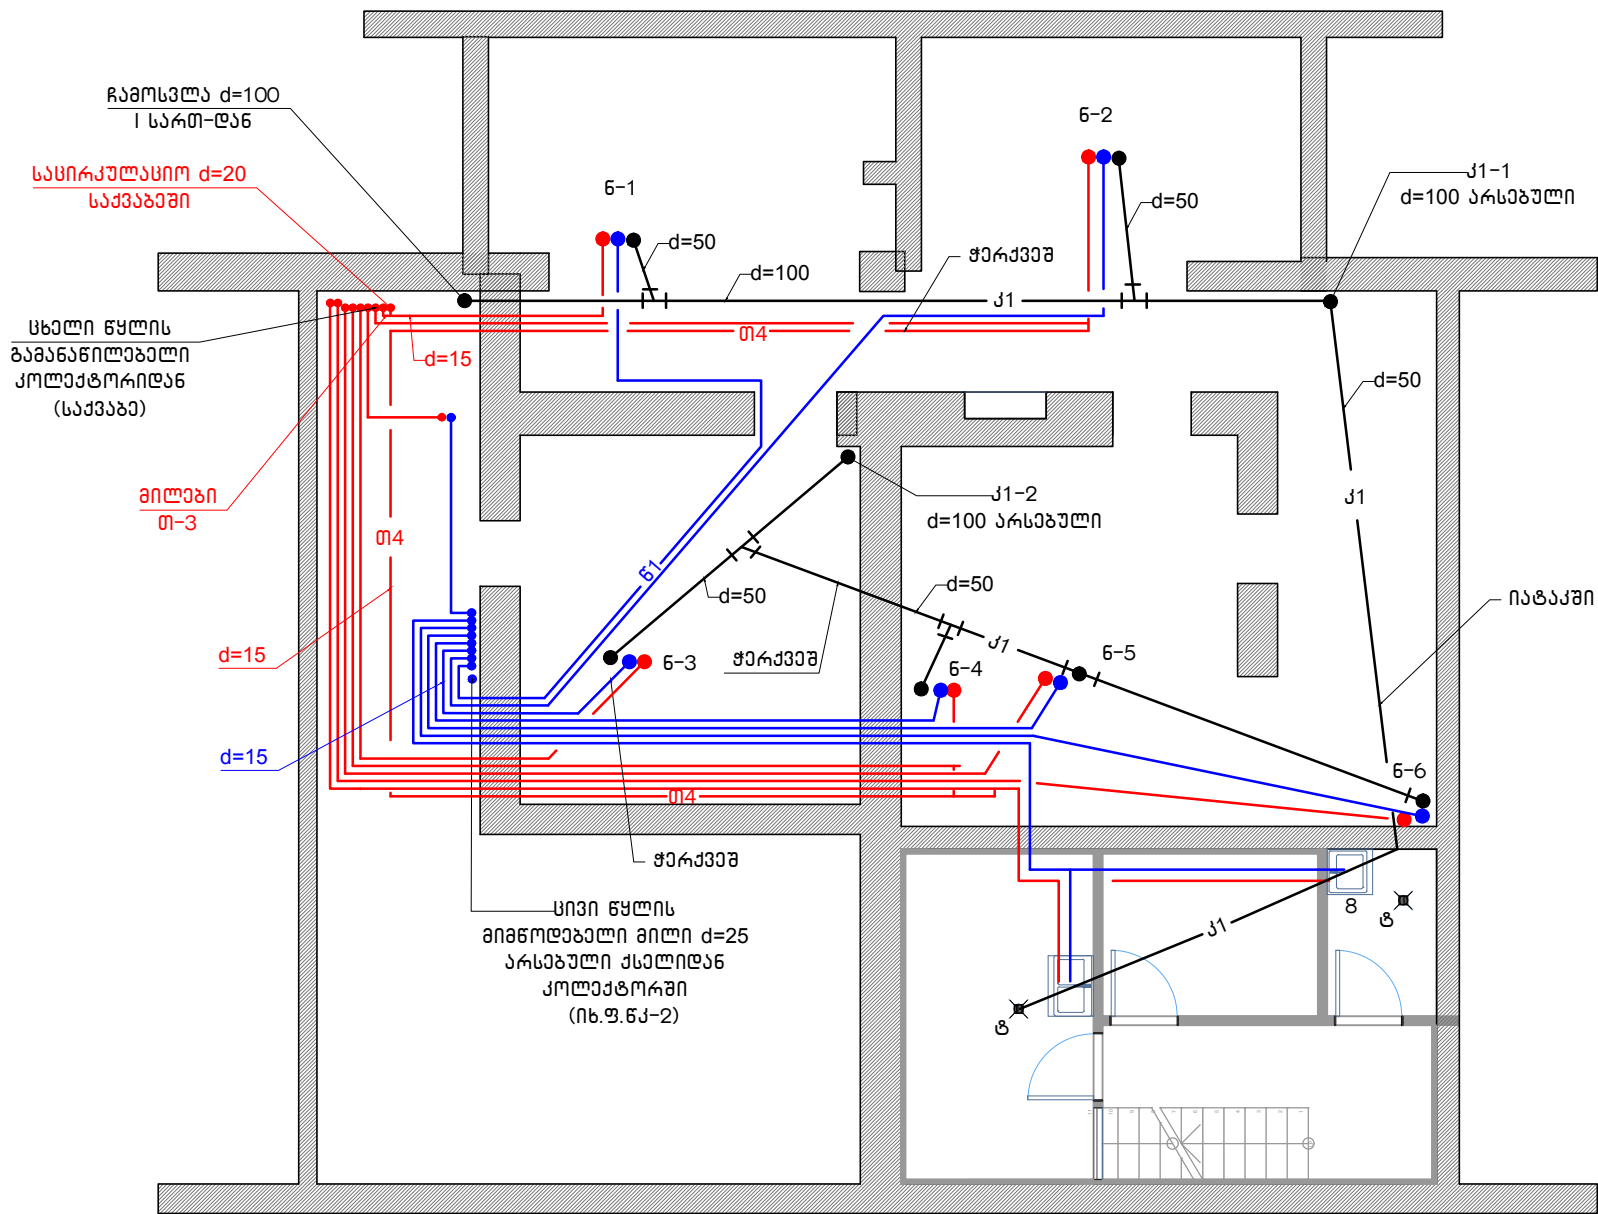 ჩამოსვლა d=100
I სართ-დან
ნ-2
საცირკულაციო d=20
საქვაბეში
ნ-1
კ1-1
d=100 არსებული
d=50
d=50
ჭერქვეშ
d=100
კ1
ცხელი წყლის
გამანაწილებელი
კოლექტორიდან
(საქვაბე)
თ4
d=15
d=50
მილები
თ-3
კ1-2
d=100 არსებული
კ1
თ4
წ1
d=50
d=50
იატაკში
d=15
ჭერქვეშ
ნ-3
კ1
ნ-4
ნ-5
d=15
ნ-6
თ4
ჭერქვეშ
ცივი წყლის
მიმწოდებელი მილი d=25
არსებული ქსელიდან
კოლექტორში
(იხ.ფ.წკ-2)
8
ტ
კ1
ტ